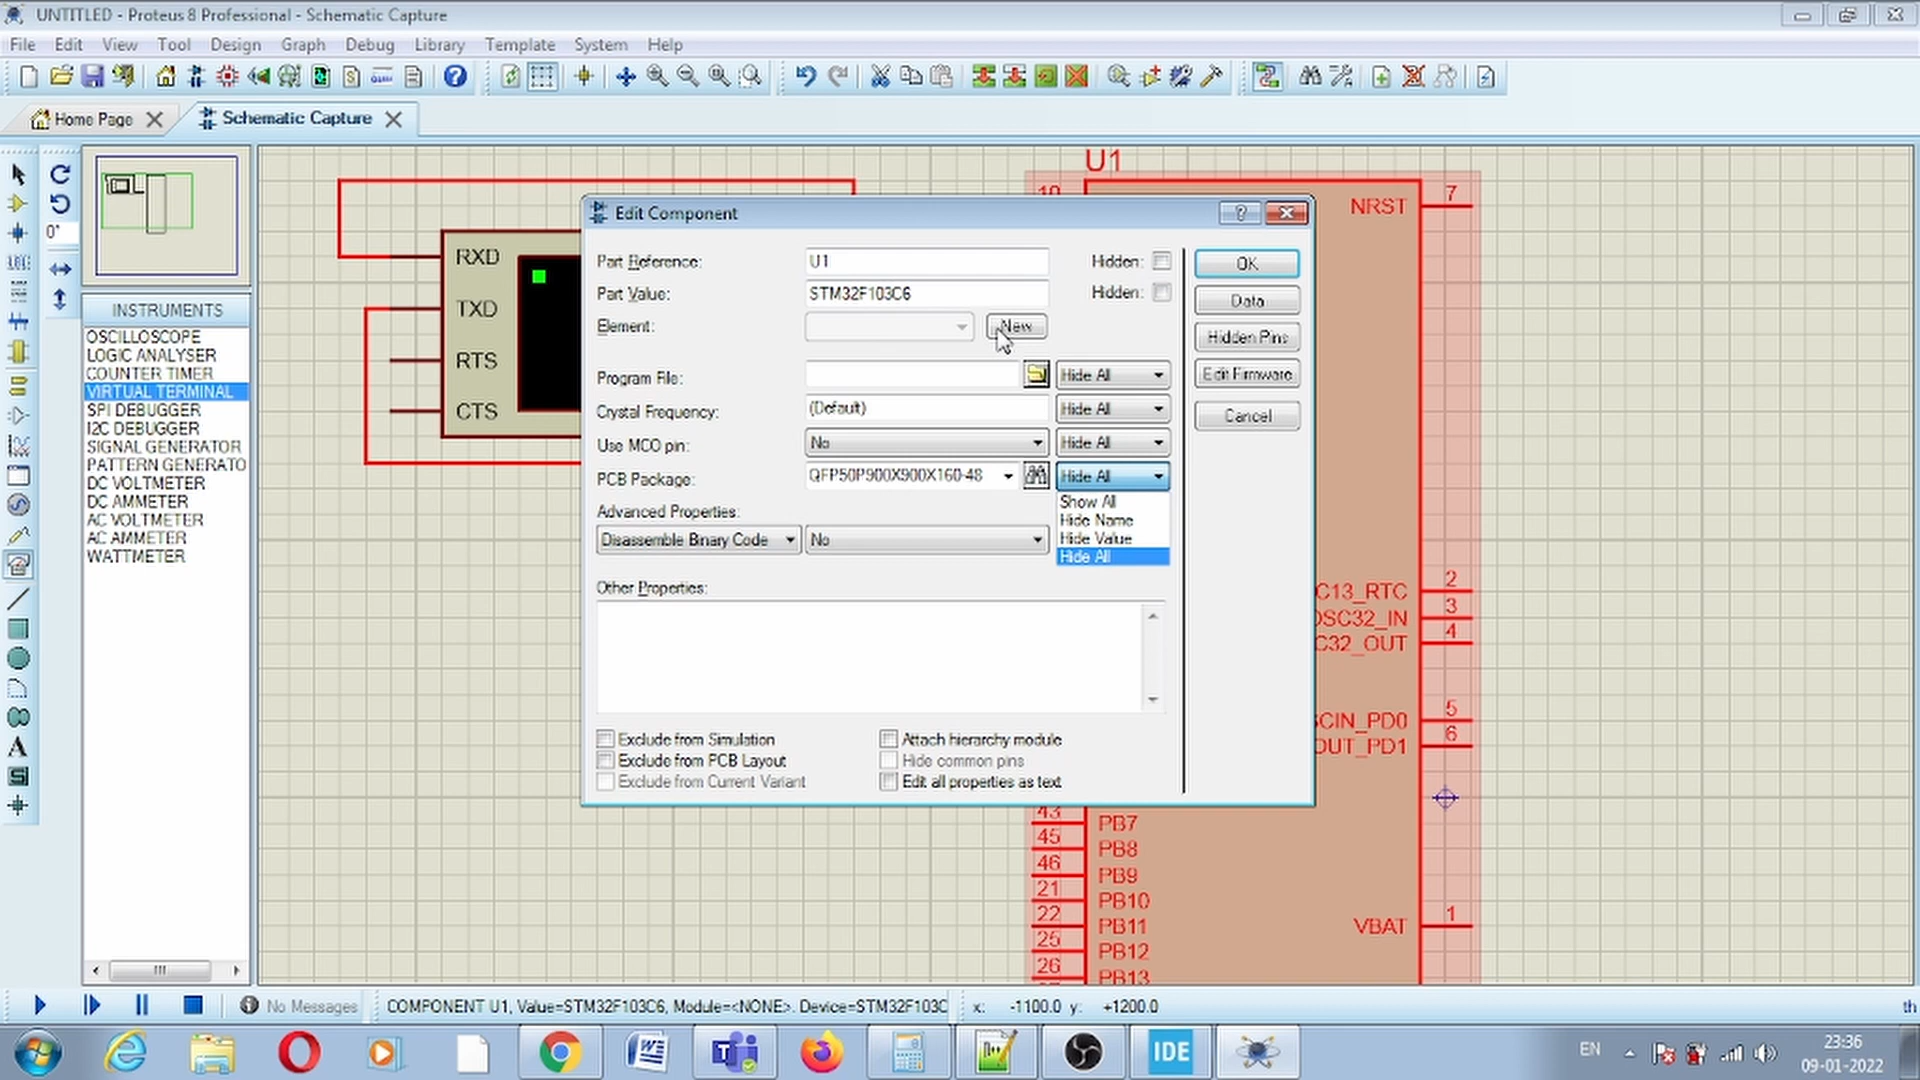 UNTITLED - Proteus 8 Professional - Schematic Capture
File Edit View Tool Design Graph Debug Library Template System Help
Home Page
Schematic Capture
0°
INSTRUMENTS
OSCILLOSCOPE
LOGIC ANALYSER
COUNTER TIMER
VIRTUAL TERMINAL
SPI DEBUGGER
I2C DEBUGGER
SIGNAL GENERATOR
PATTERN GENERATO
DC VOLTMETER
DC AMMETER
AC VOLTMETER
AC AMMETER
WATTMETER
RXD
TXD
RTS
CTS
U1
10
NRST 7
Edit Component
Part Reference: U1 Hidden:
Part Value: STM32F103C6 Hidden:
Element: New
Program File: Hide All
Crystal Frequency: (Default) Hide All
Use MCO pin: No Hide All
PCB Package: QFP50P900X900X160-48 Hide All
Show All
Hide Name
Hide Value
Hide All
Advanced Properties:
Disassemble Binary Code No
Other Properties:
Exclude from Simulation
Exclude from PCB Layout
Exclude from Current Variant
Attach hierarchy module
Hide common pins
Edit all properties as text
OK
Data
Hidden Pins
Edit Firmware
Cancel
C13_RTC 2
OSC32_IN 3
C32_OUT 4
SCIN_PD0 5
OUT_PD1 6
VBAT 1
43 PB7
45 PB8
46 PB9
21 PB10
22 PB11
25 PB12
26 PB13
No Messages
COMPONENT U1, Value=STM32F103C6, Module=<NONE>. Device=STM32F103C
x: -1100.0 y: +1200.0
th
IDE
EN
23:36
09-01-2022